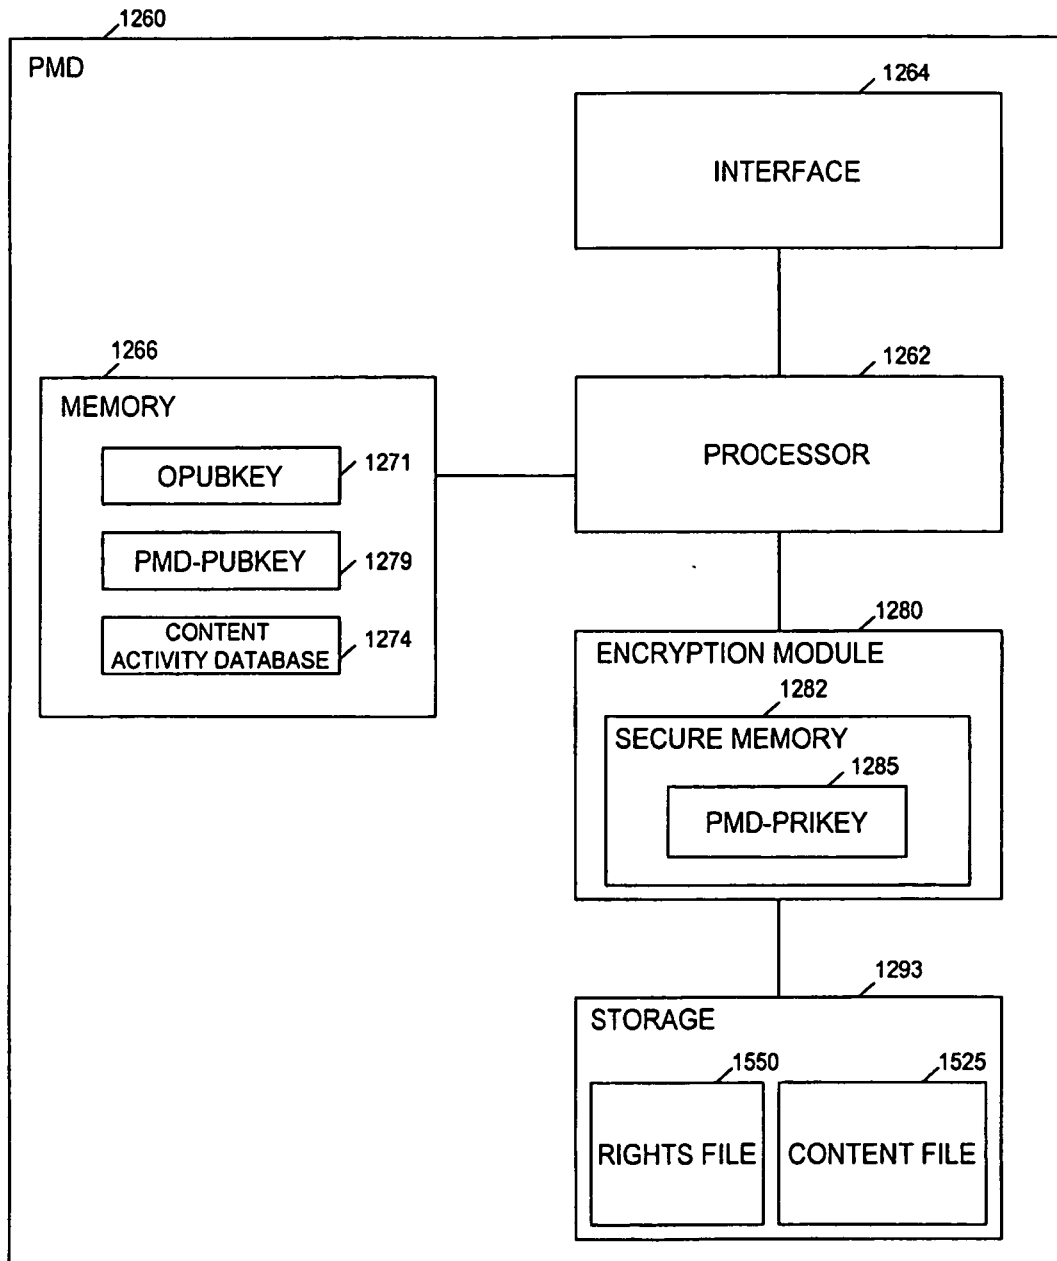 1260
PMD
1264
INTERFACE
1266
MEMORY
OPUBKEY
1271
PMD-PUBKEY
1279
CONTENT
ACTIVITY DATABASE
1274
1262
PROCESSOR
1280
ENCRYPTION MODULE
1282
SECURE MEMORY
1285
PMD-PRIKEY
1293
STORAGE
1550
RIGHTS FILE
1525
CONTENT FILE